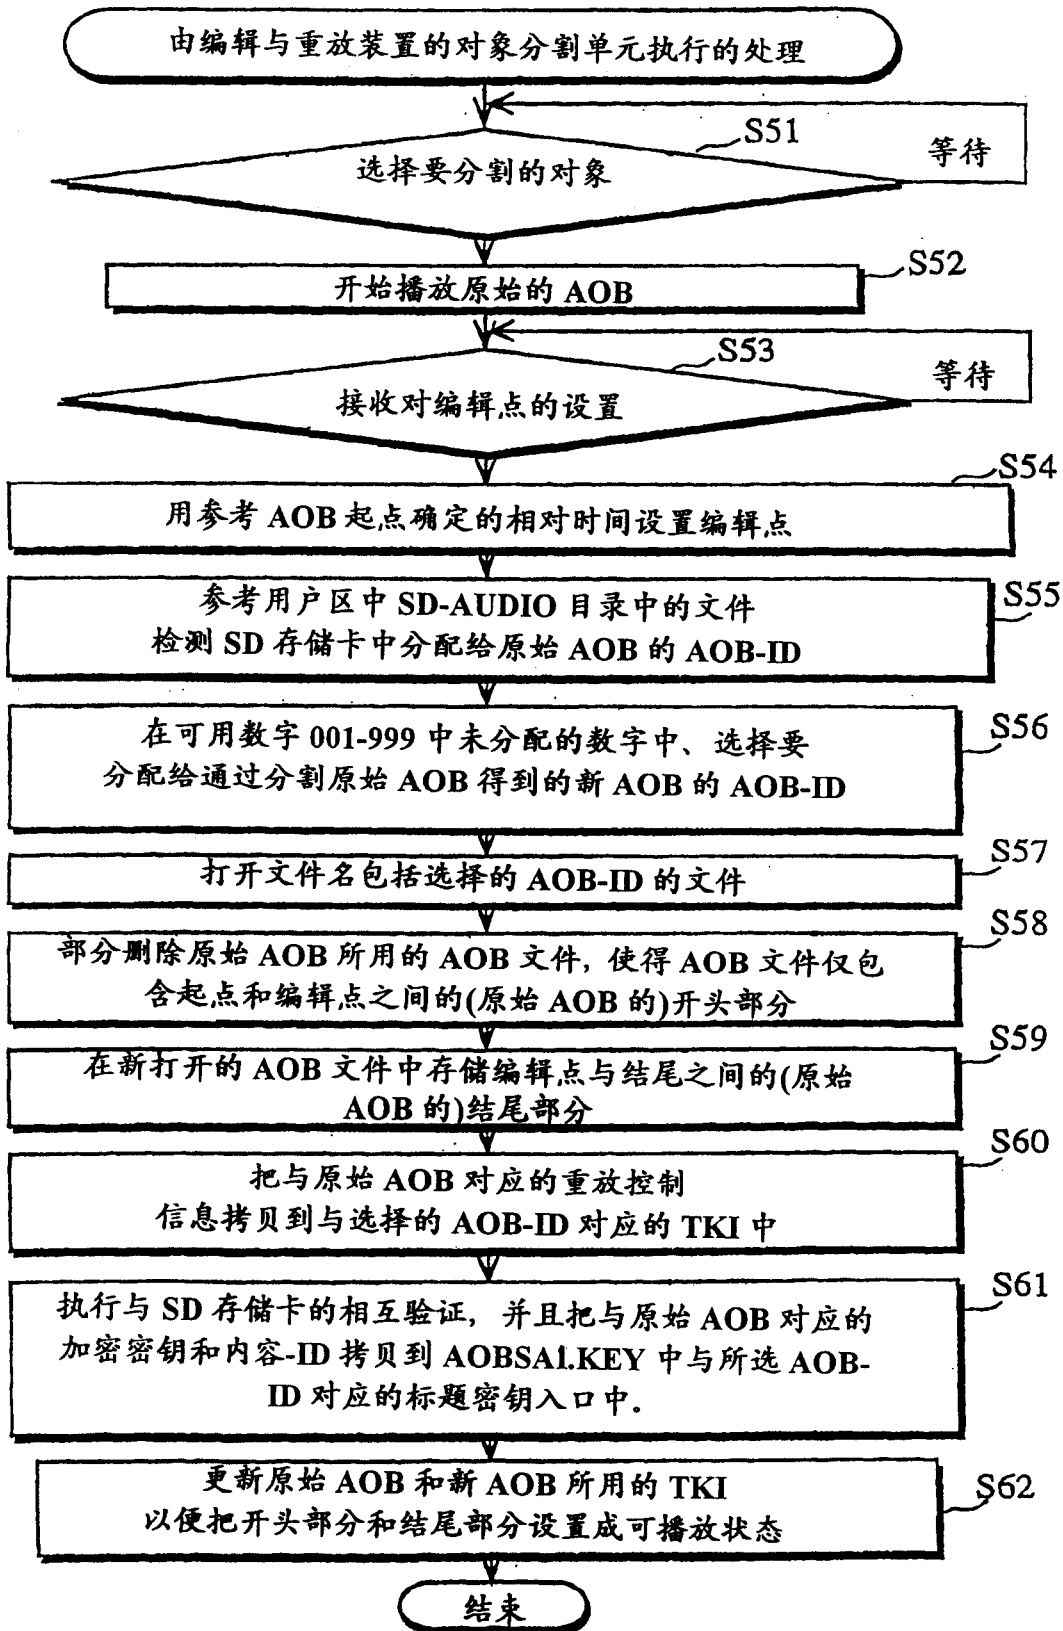 由编辑与重放装置的对象分割单元执行的处理
S51
等待
选择要分割的对象
S52
开始播放原始的 AOB
S53
等待
接收对编辑点的设置
S54
用参考 AOB 起点确定的相对时间设置编辑点
S55
参考用户区中 SD-AUDIO 目录中的文件
检测 SD 存储卡中分配给原始 AOB 的 AOB-ID
S56
在可用数字 001-999 中未分配的数字中、选择要
分配给通过分割原始 AOB 得到的新 AOB 的 AOB-ID
S57
打开文件名包括选择的 AOB-ID 的文件
S58
部分删除原始 AOB 所用的 AOB 文件, 使得 AOB 文件仅包
含起点和编辑点之间的(原始 AOB 的)开头部分
S59
在新打开的 AOB 文件中存储编辑点与结尾之间的(原始
AOB 的)结尾部分
S60
把与原始 AOB 对应的重放控制
信息拷贝到与选择的 AOB-ID 对应的 TKI 中
S61
执行与 SD 存储卡的相互验证, 并且把与原始 AOB 对应的
加密密钥和内容-ID 拷贝到 AOBSA1.KEY 中与所选 AOB-
ID 对应的标题密钥入口中。
S62
更新原始 AOB 和新 AOB 所用的 TKI
以便把开头部分和结尾部分设置成可播放状态
结束